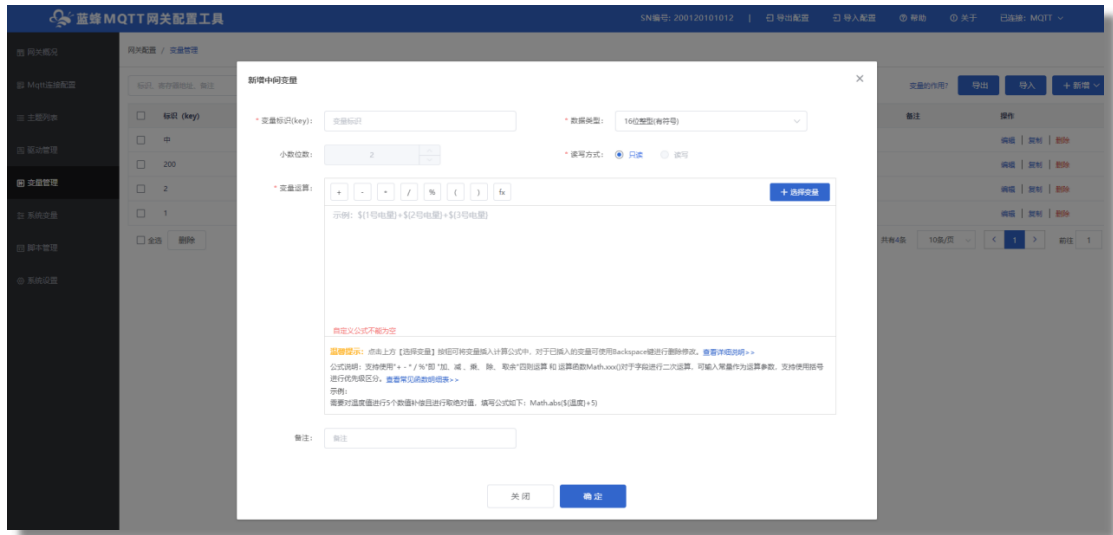 蓝蜂MQTT网关配置工具 SN编号: 200120101012 | 导出配置 导入配置 帮助 关于 已连接: MQTT
网关概况
Mqtt连接配置
主题列表
驱动管理
变量管理
系统变量
脚本管理
系统设置
网关配置 / 变量管理
标识、寄存器地址、备注 变量的作用? 导出 导入 + 新增
标识 (key) 备注 操作
中 编辑 | 复制 | 删除
200 编辑 | 复制 | 删除
2 编辑 | 复制 | 删除
1 编辑 | 复制 | 删除
全选 删除 共有4条 10条/页 < 1 > 前往 1
新增中间变量 ×
* 变量标识(key): 变量标识 * 数据类型: 16位整型(有符号)
小数位数: 2 * 读写方式: 只读 读写
* 变量运算: + - * / % ( ) fx + 选择变量
示例: ${1号电量}+${2号电量}+${3号电量}
自定义公式不能为空
温馨提示: 点击上方【选择变量】按钮可将变量插入计算公式中、对于已插入的变量可使用Backspace键进行删除修改。查看详细说明>>
公式说明: 支持使用"+ - * / %"即 "加、减 、乘、 除、 取余"四则运算 和 运算函数Math.xxx()对于字段进行二次运算、可输入常量作为运算参数、支持使用括号
进行优先级区分。查看常见函数明细表>>
示例:
需要对温度值进行5个数值补偿且进行取绝对值、填写公式如下: Math.abs(${温度}+5)
备注: 备注
关 闭 确 定